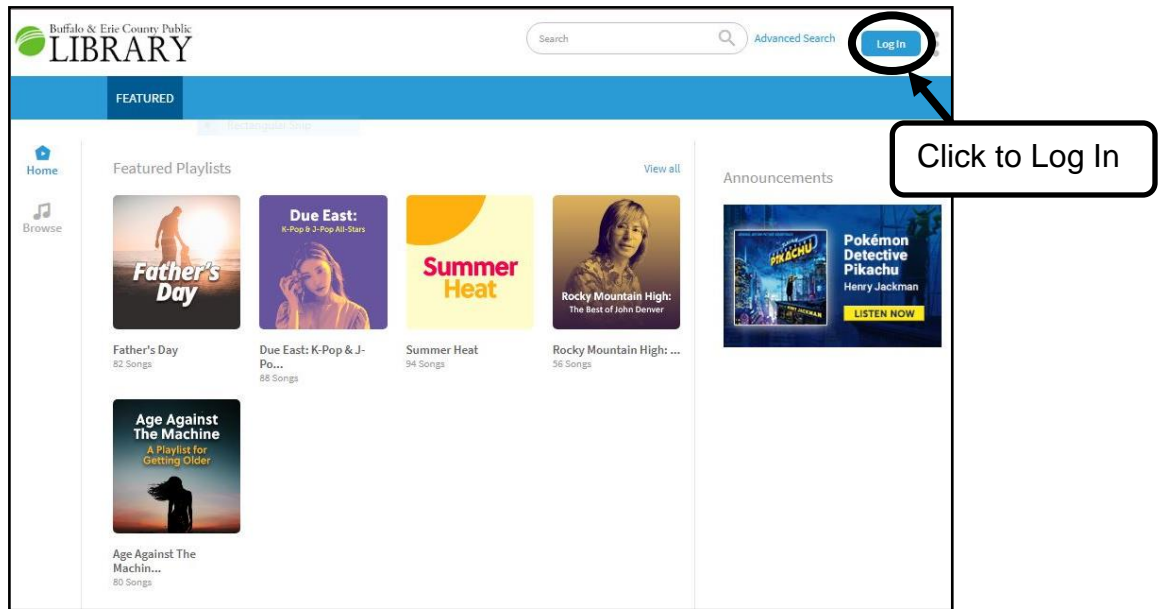 Buffalo & Erie County Public
LIBRARY
Search
Advanced Search
Log In
FEATURED
Rectangular Snip
Click to Log In
Home
Browse
Featured Playlists
View all
Father's
Day
Father's Day
82 Songs
Due East:
K-Pop & J-Pop All-Stars
Due East: K-Pop & J-
Po...
88 Songs
Summer
Heat
Summer Heat
94 Songs
Rocky Mountain High:
The Best of John Denver
Rocky Mountain High: ...
56 Songs
Age Against
The Machine
A Playlist for
Getting Older
Age Against The
Machin...
80 Songs
Announcements
PIKACHU
Pokémon
Detective
Pikachu
Henry Jackman
LISTEN NOW